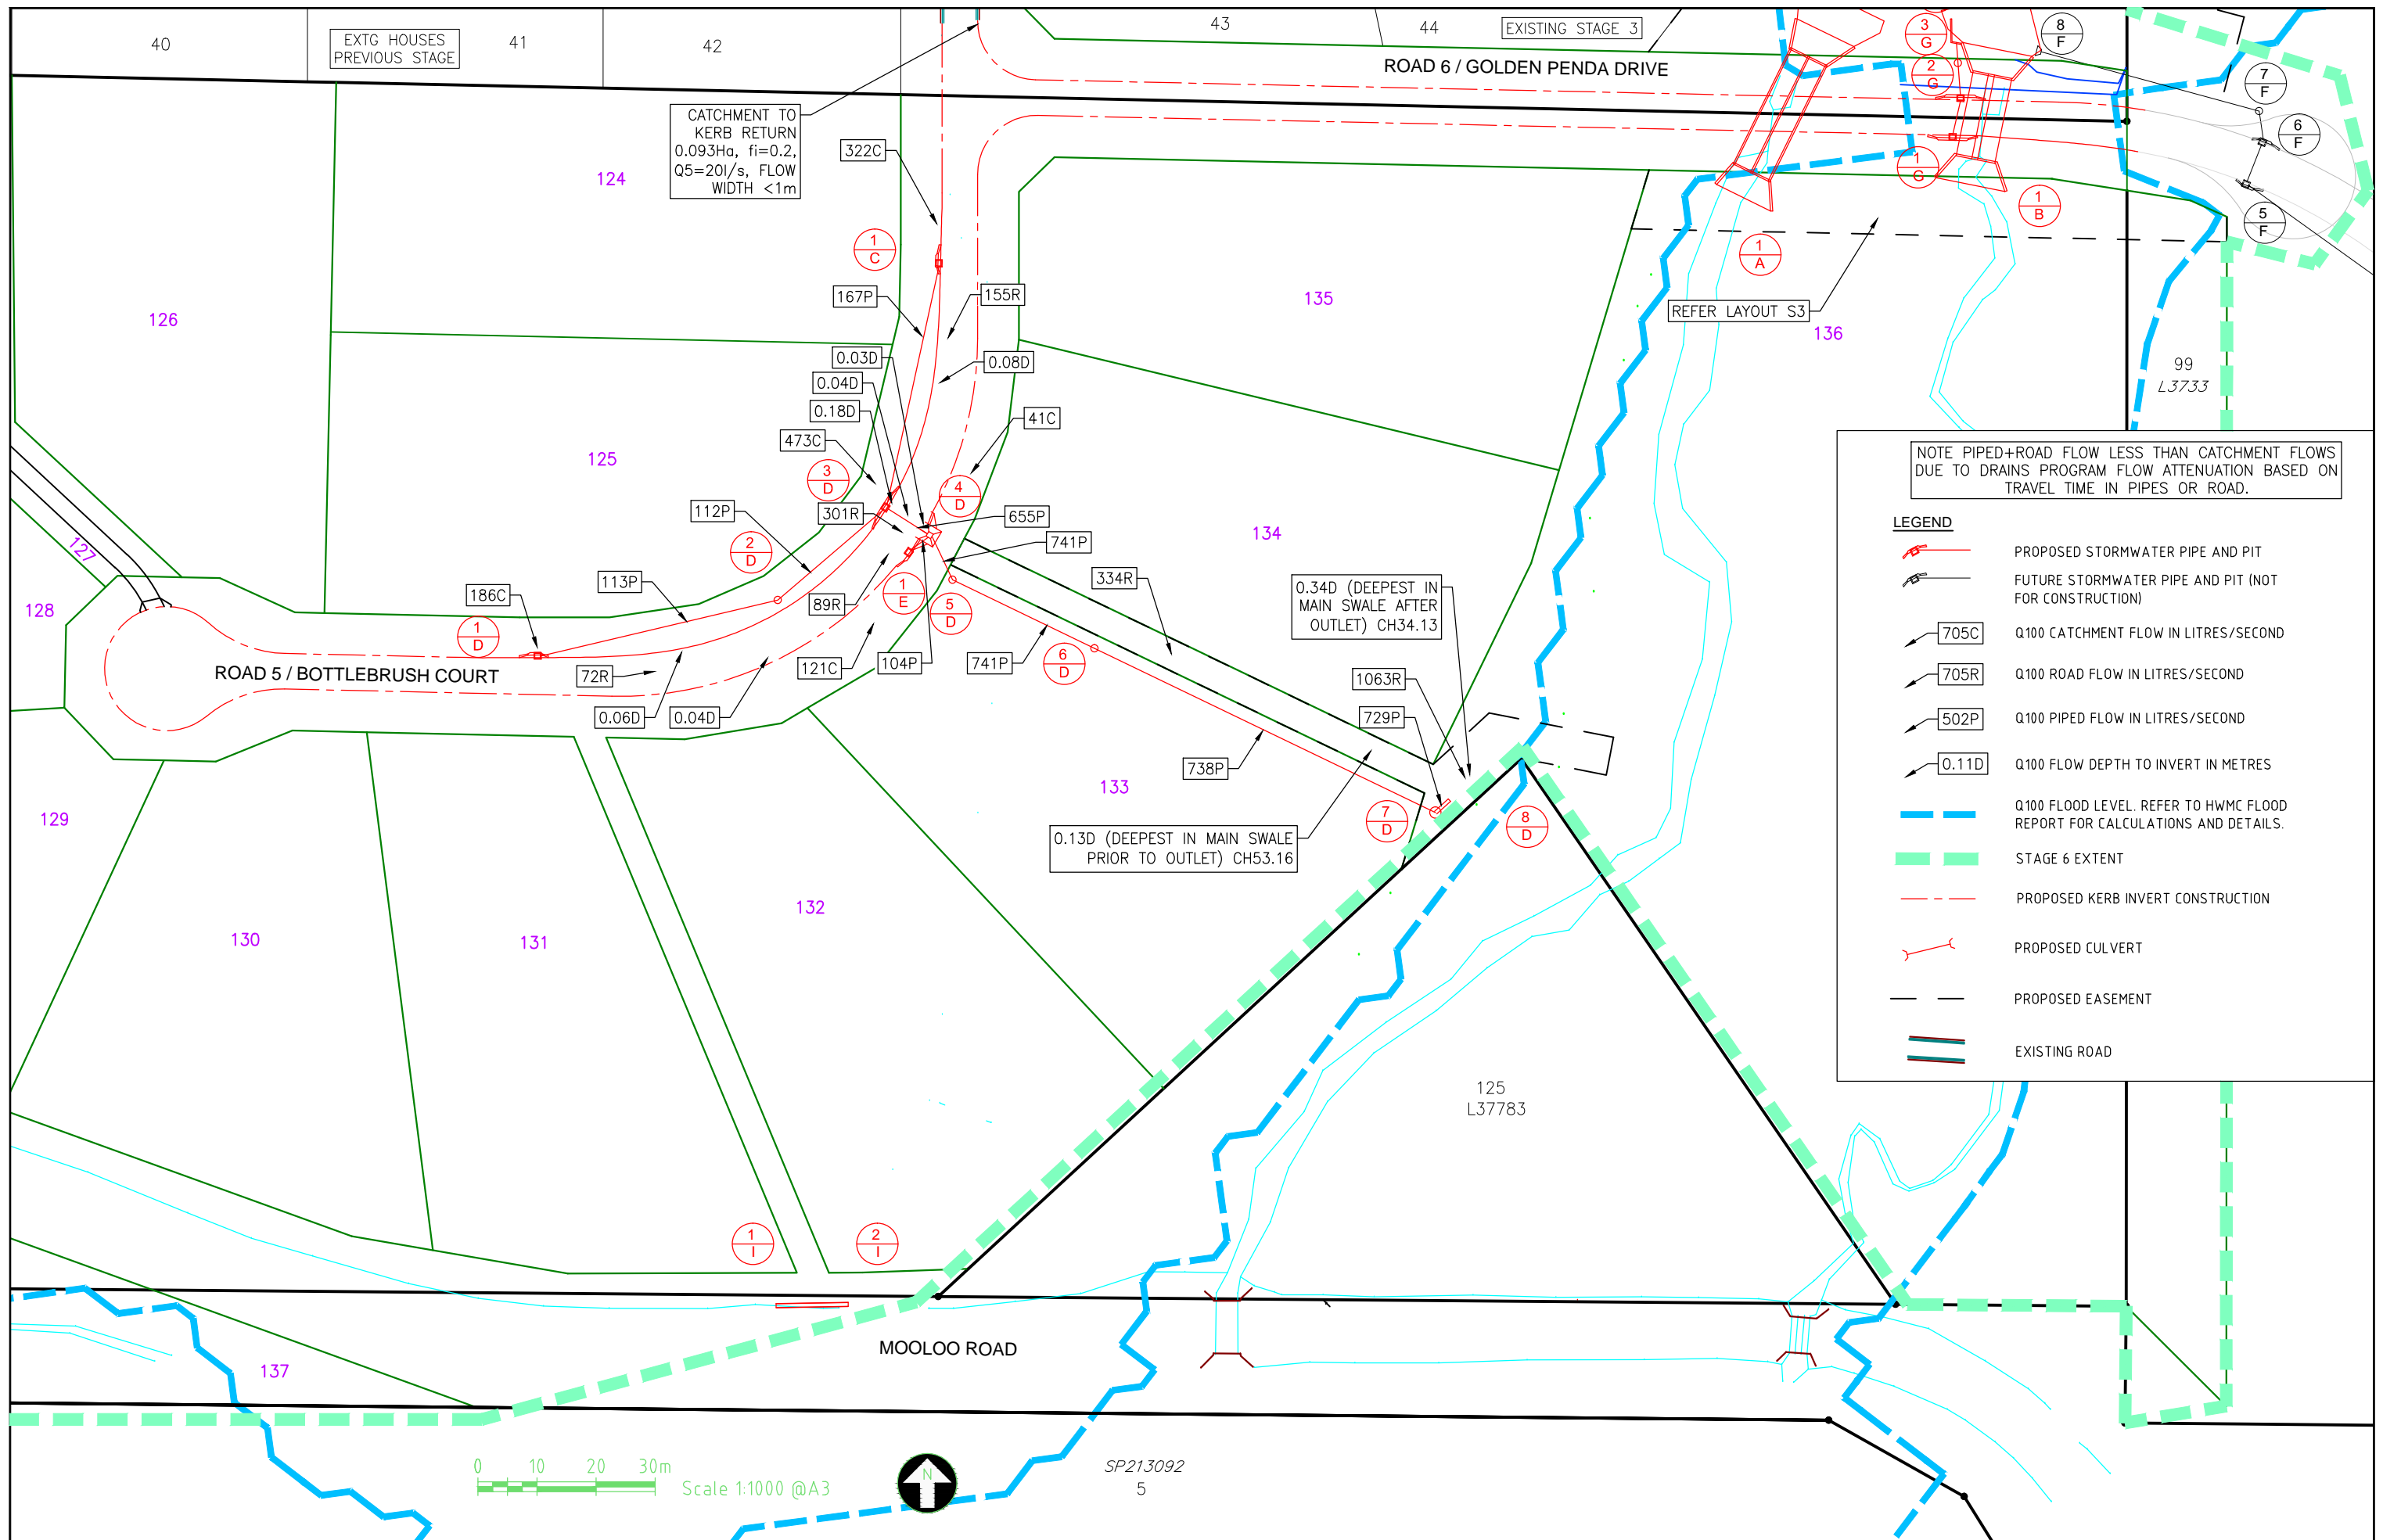 40
EXTG HOUSES
PREVIOUS STAGE
41
42
43
44
EXISTING STAGE 3
ROAD 6 / GOLDEN PENDA DRIVE
3
G
2
G
1
G
8
F
7
F
6
F
5
F
1
B
1
A
CATCHMENT TO
KERB RETURN
0.093Ha, fi=0.2,
Q5=20l/s, FLOW
WIDTH <1m
322C
124
1
C
167P
155R
126
135
REFER LAYOUT S3
136
99
L3733
0.03D
0.08D
0.04D
0.18D
41C
473C
125
3
D
4
D
112P
301R
655P
134
2
D
741P
113P
334R
186C
89R
1
E
5
D
127
128
1
D
0.34D (DEEPEST IN
MAIN SWALE AFTER
OUTLET) CH34.13
ROAD 5 / BOTTLEBRUSH COURT
72R
121C
104P
741P
6
D
1063R
0.06D
0.04D
729P
738P
133
129
0.13D (DEEPEST IN MAIN SWALE
PRIOR TO OUTLET) CH53.16
7
D
8
D
132
130
131
125
L37783
1
I
2
I
MOOLOO ROAD
137
0 10 20 30m
Scale 1:1000 @A3
N
SP213092
5
NOTE PIPED+ROAD FLOW LESS THAN CATCHMENT FLOWS
DUE TO DRAINS PROGRAM FLOW ATTENUATION BASED ON
TRAVEL TIME IN PIPES OR ROAD.
LEGEND
PROPOSED STORMWATER PIPE AND PIT
FUTURE STORMWATER PIPE AND PIT (NOT
FOR CONSTRUCTION)
705C Q100 CATCHMENT FLOW IN LITRES/SECOND
705R Q100 ROAD FLOW IN LITRES/SECOND
502P Q100 PIPED FLOW IN LITRES/SECOND
0.11D Q100 FLOW DEPTH TO INVERT IN METRES
Q100 FLOOD LEVEL. REFER TO HWMC FLOOD
REPORT FOR CALCULATIONS AND DETAILS.
STAGE 6 EXTENT
PROPOSED KERB INVERT CONSTRUCTION
PROPOSED CULVERT
PROPOSED EASEMENT
EXISTING ROAD